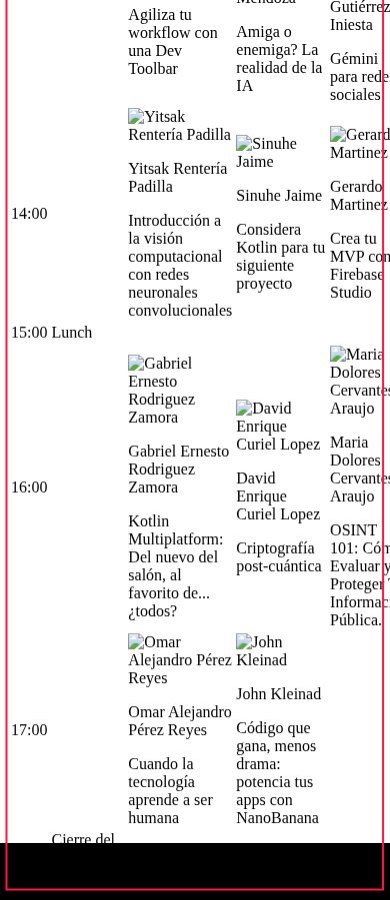 Agiliza tu
workflow con
una Dev
Toolbar
Amiga o
enemiga? La
realidad de la
IA
Gutiérrez
Iniesta
Gémini
para rede
sociales
14:00
Yitsak
Rentería Padilla
Yitsak Rentería
Padilla
Introducción a
la visión
computacional
con redes
neuronales
convolucionales
Sinuhe
Jaime
Sinuhe Jaime
Considera
Kotlin para tu
siguiente
proyecto
Gerardo
Martinez
Gerardo
Martinez
Crea tu
MVP con
Firebase
Studio
15:00 Lunch
16:00
Gabriel
Ernesto
Rodriguez
Zamora
Gabriel Ernesto
Rodriguez
Zamora
Kotlin
Multiplatform:
Del nuevo del
salón, al
favorito de...
¿todos?
David
Enrique
Curiel Lopez
David
Enrique
Curiel Lopez
Criptografía
post-cuántica
Maria
Dolores
Cervantes
Araujo
Maria
Dolores
Cervantes
Araujo
OSINT
101: Cóm
Evaluar y
Proteger
Informac
Pública.
17:00
Omar
Alejandro Pérez
Reyes
Omar Alejandro
Pérez Reyes
Cuando la
tecnología
aprende a ser
humana
John
Kleinad
John Kleinad
Código que
gana, menos
drama:
potencia tus
apps con
NanoBanana
Cierre del